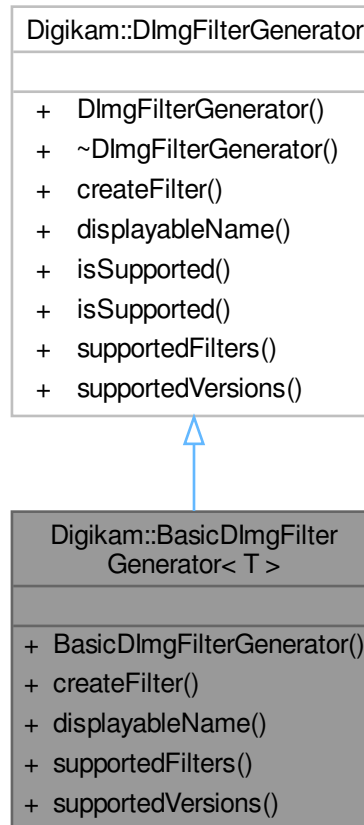 Digikam::DImgFilterGenerator
+ DImgFilterGenerator()
+ ~DImgFilterGenerator()
+ createFilter()
+ displayableName()
+ isSupported()
+ isSupported()
+ supportedFilters()
+ supportedVersions()
Digikam::BasicDImgFilter
Generator< T >
+ BasicDImgFilterGenerator()
+ createFilter()
+ displayableName()
+ supportedFilters()
+ supportedVersions()